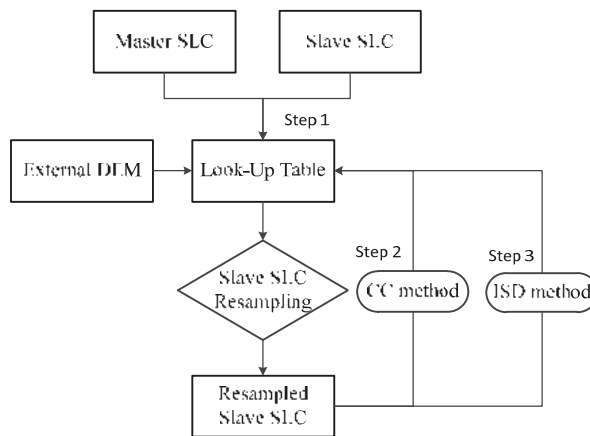 Master SLC
Slave SLC
Step 1
External DEM
Look-Up Table
Step 2
Step 3
Slave SLC
Resampling
CC method
ISD method
Resampled
Slave SLC